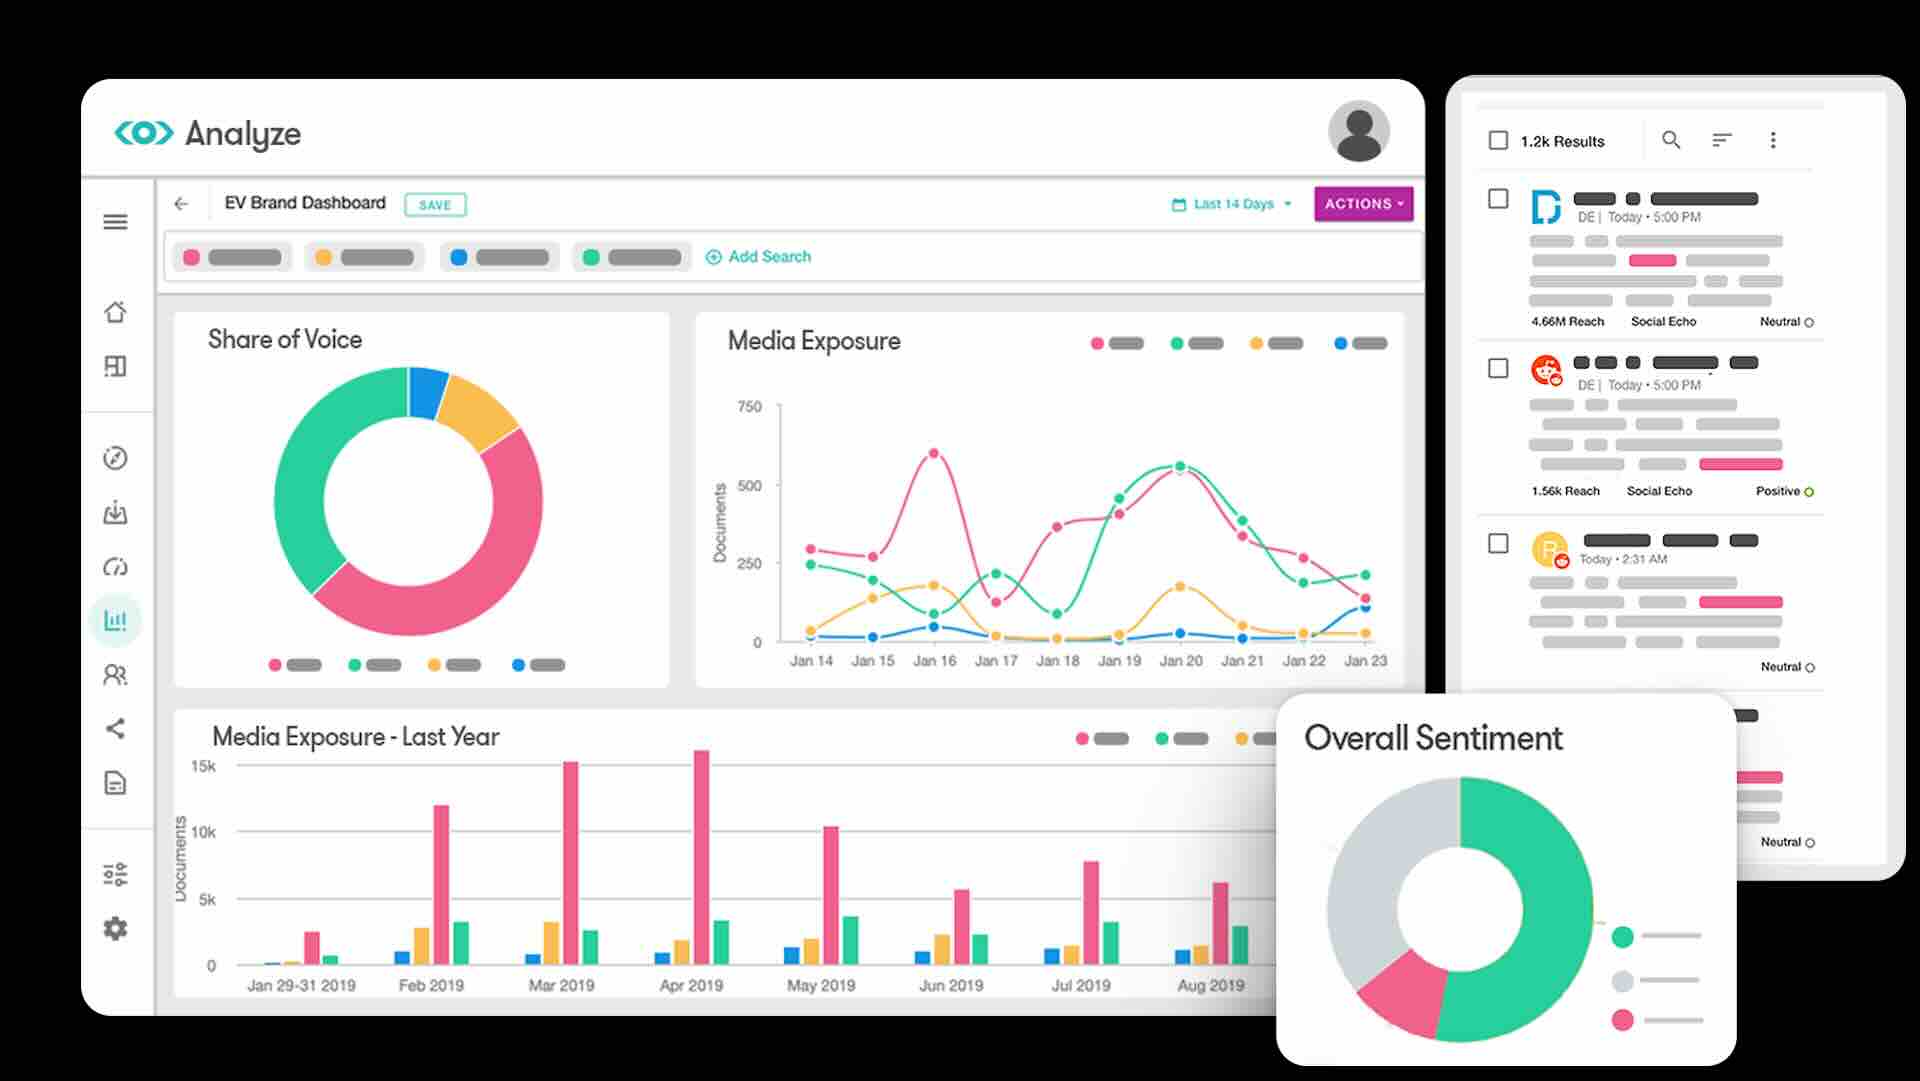 Analyze
EV Brand Dashboard
SAVE
Last 14 Days
ACTIONS
Add Search
Share of Voice
Media Exposure
750
500
250
0
Documents
Jan 14 Jan 15 Jan 16 Jan 17 Jan 18 Jan 19 Jan 20 Jan 21 Jan 22 Jan 23
Media Exposure - Last Year
15k
10k
5k
0
Documents
Jan 29-31 2019 Feb 2019 Mar 2019 Apr 2019 May 2019 Jun 2019 Jul 2019 Aug 2019
1.2k Results
DE | Today • 5:00 PM
4.66M Reach Social Echo Neutral
DE | Today • 5:00 PM
1.56k Reach Social Echo Positive
R
Today • 2:31 AM
Neutral
Neutral
Overall Sentiment